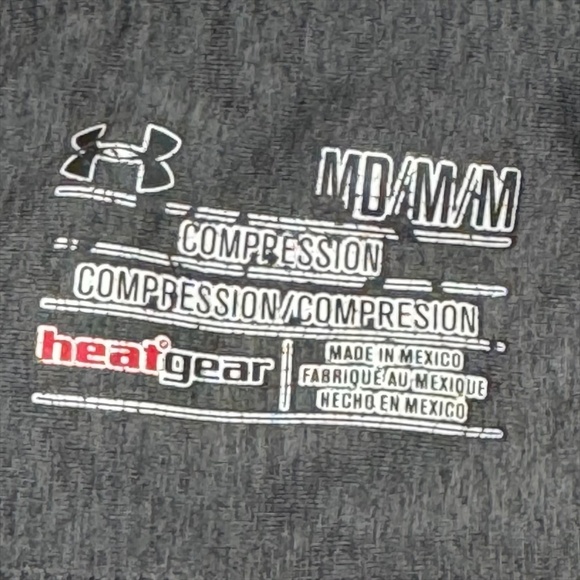 MD/M/M
COMPRESSION
COMPRESSION/COMPRESION
heatgear
MADE IN MEXICO
FABRIQUÉ AU MEXIQUE
HECHO EN MEXICO